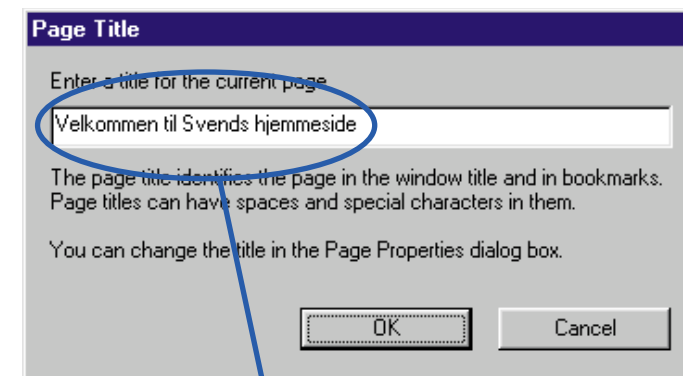 Page Title
Enter a title for the current page
Velkommen til Svends hjemmeside
The page title identifies the page in the window title and in bookmarks.
Page titles can have spaces and special characters in them.
You can change the title in the Page Properties dialog box.
OK
Cancel